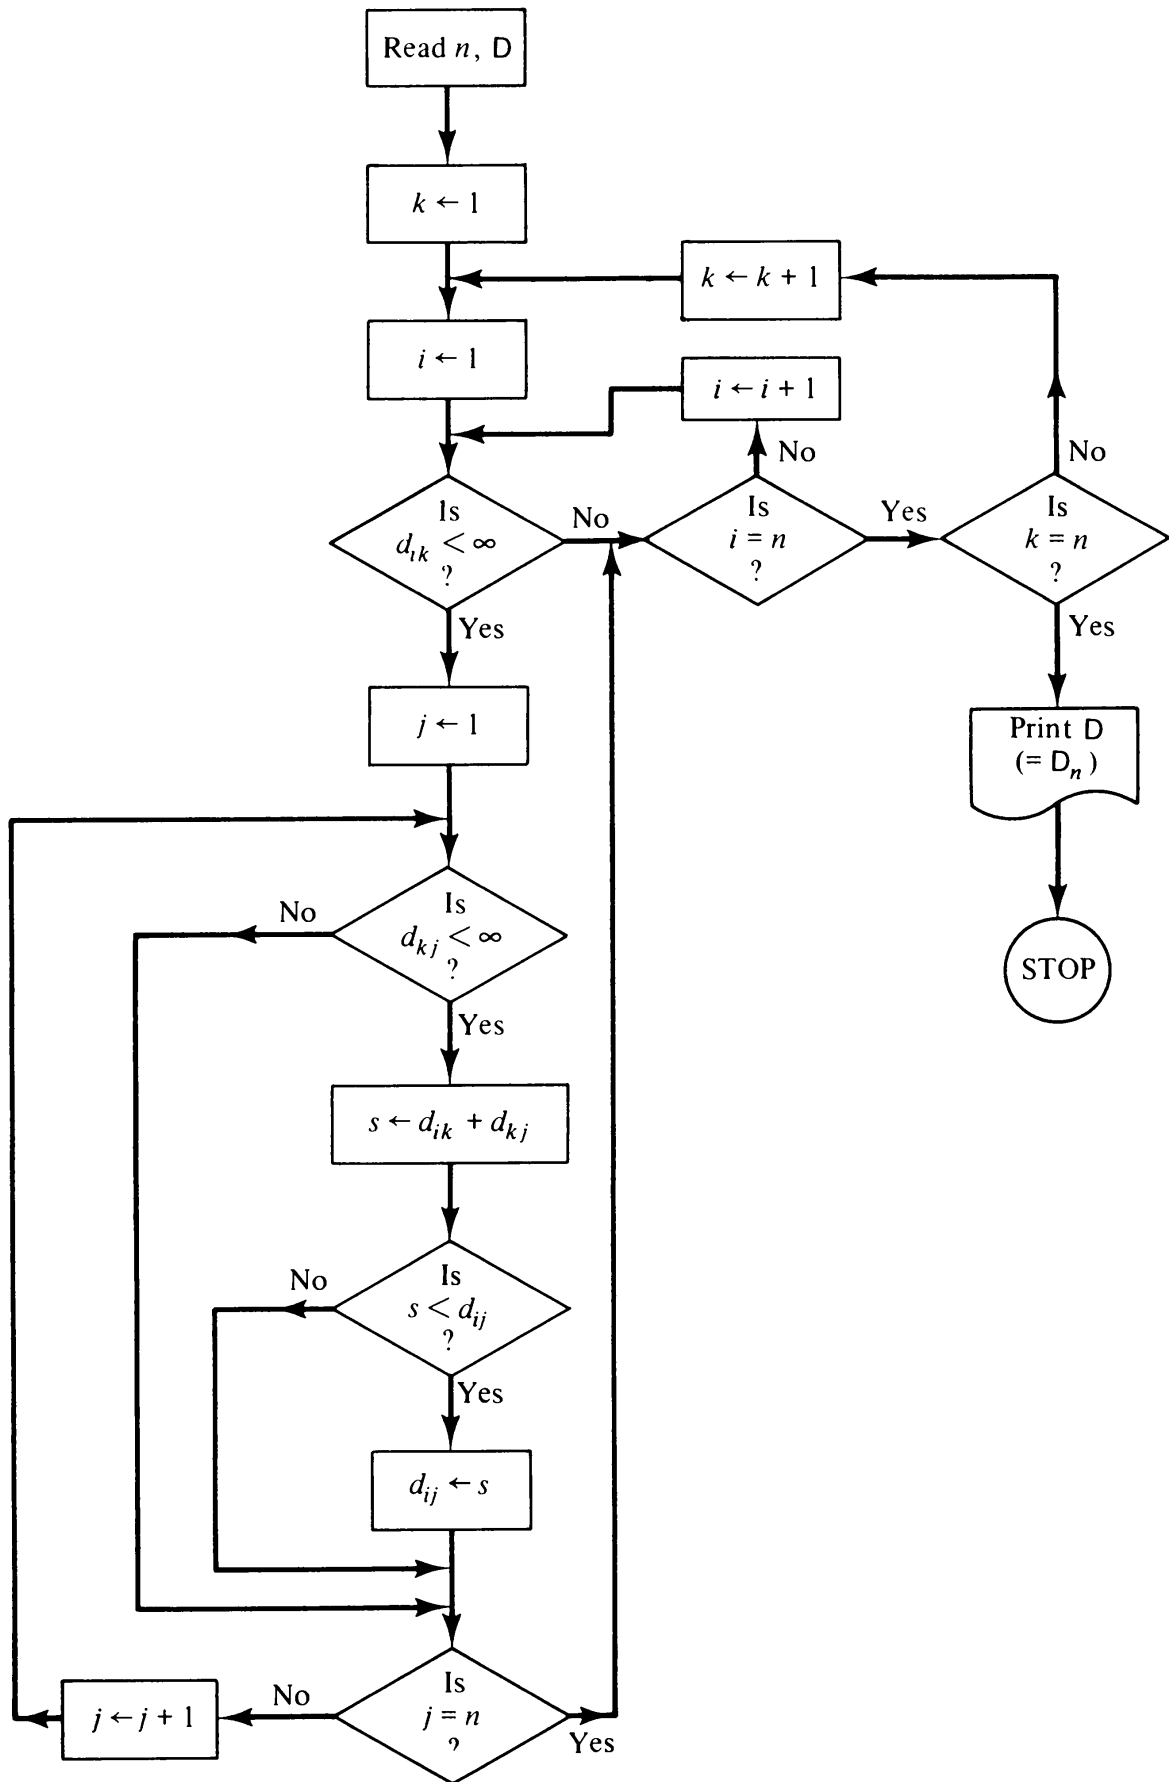 Read n, D
k ← 1
k ← k + 1
i ← 1
i ← i + 1
No
No
Is
d_ik < ∞
?
No
Is
i = n
?
Yes
Is
k = n
?
Yes
Yes
j ← 1
Print D
(= D_n)
No
Is
d_kj < ∞
?
STOP
Yes
s ← d_ik + d_kj
No
Is
s < d_ij
?
Yes
d_ij ← s
j ← j + 1
No
Is
j = n
?
Yes